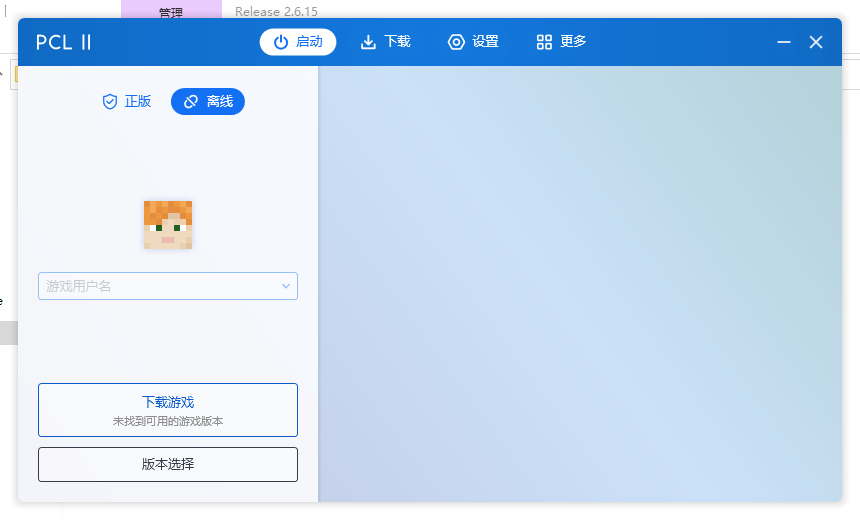 管理
Release 2.6.15
PCL II
启动
下载
设置
更多
正版
离线
游戏用户名
下载游戏
未找到可用的游戏版本
版本选择